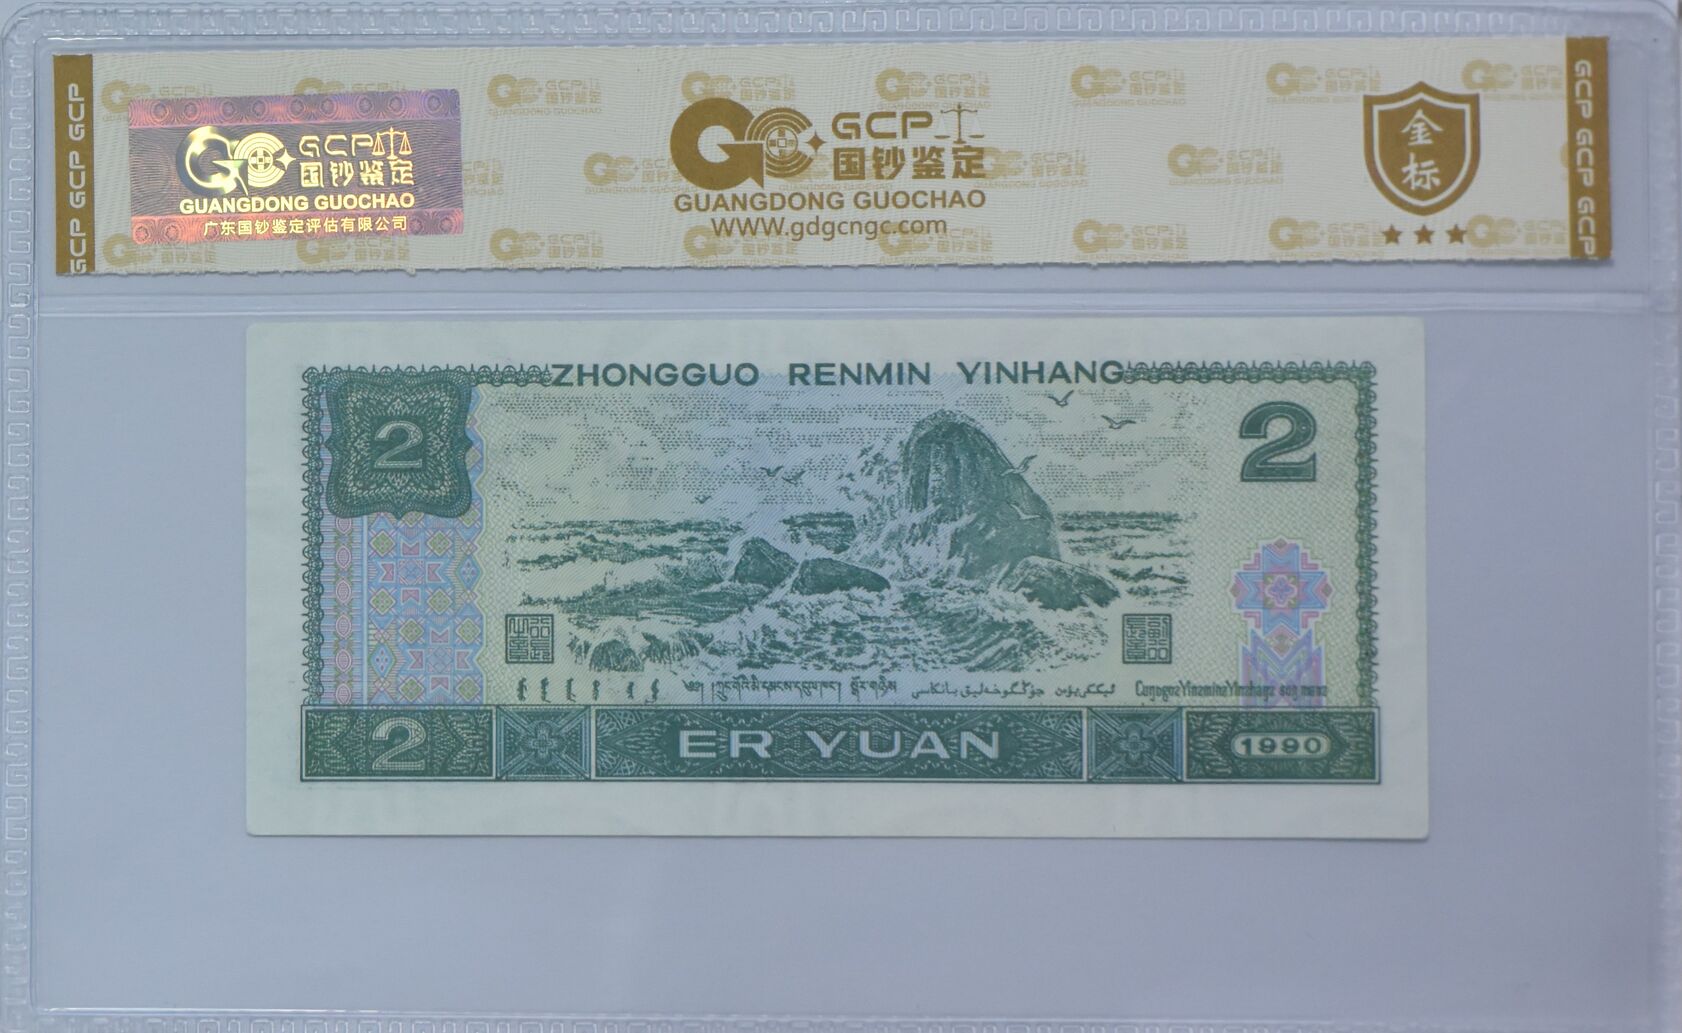 GCP GCP GCP
GCP 国钞鉴定
GUANGDONG GUOCHAO
广东国钞鉴定评估有限公司
GCP
国钞鉴定
GUANGDONG GUOCHAO
WWW.gdgcngc.com
金
标
GCP GCP GCP
ZHONGGUO RENMIN YINHANG
2
2
2
ER YUAN
1990